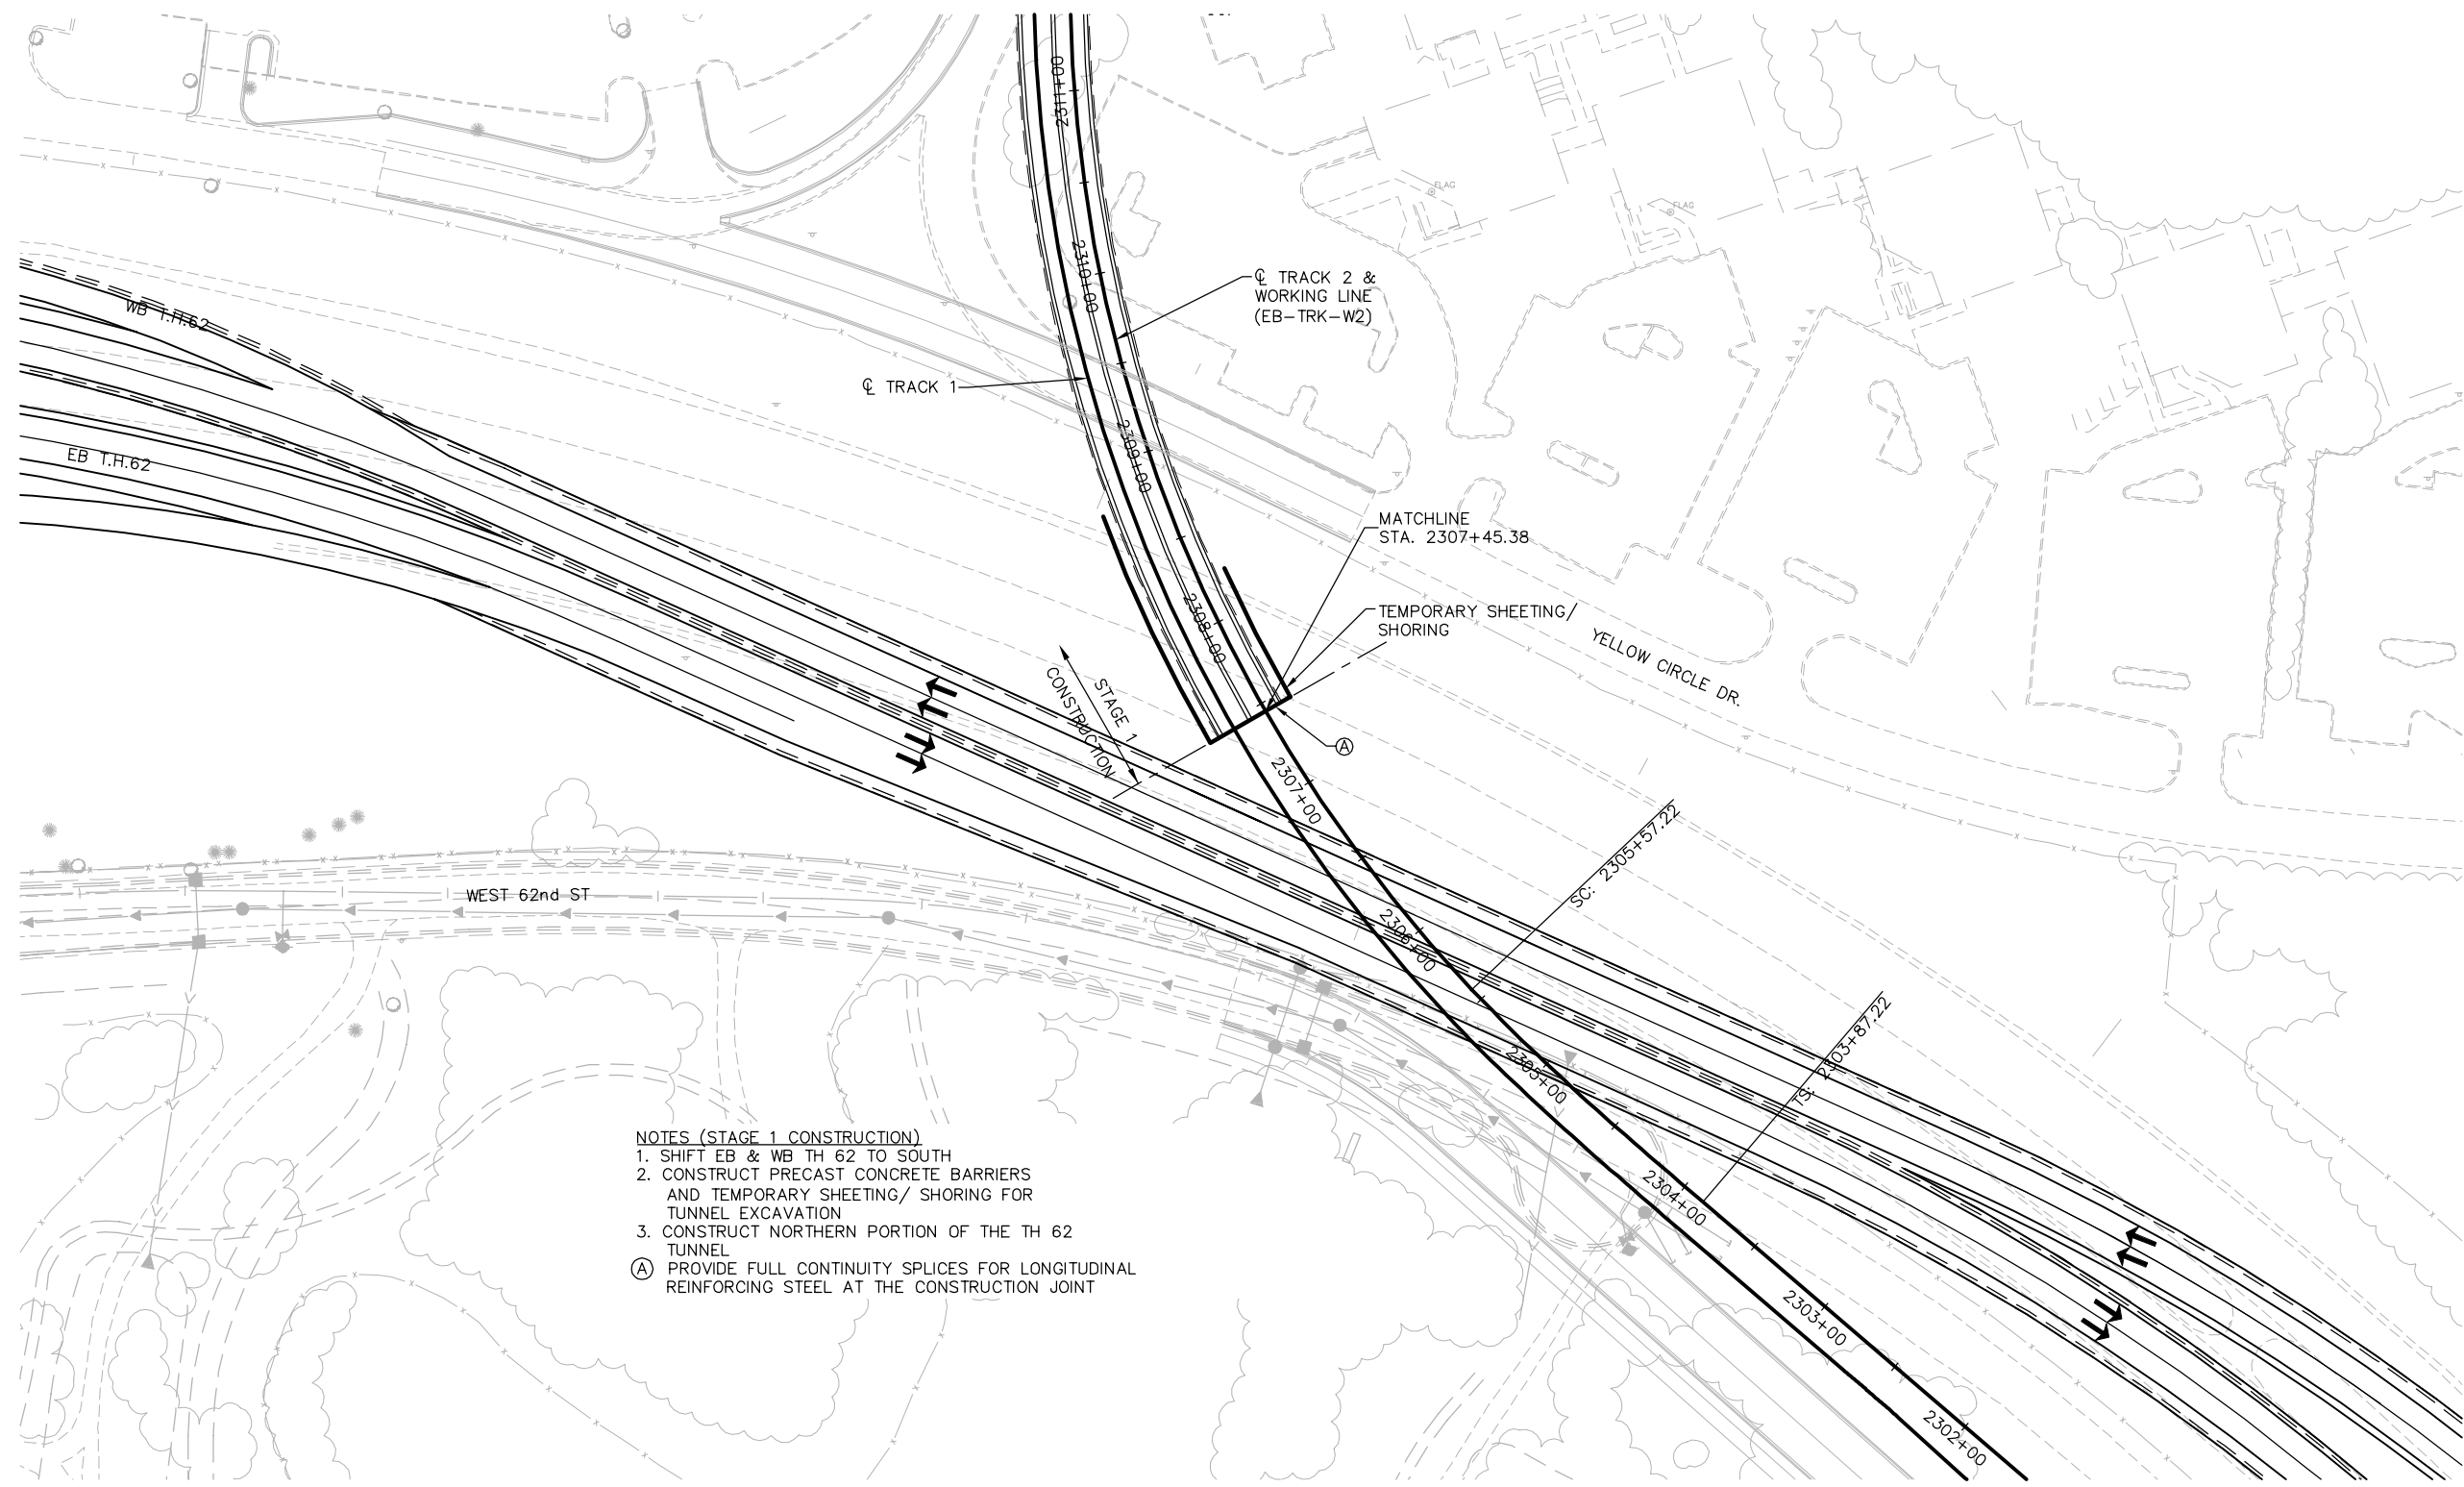 2311+00
FLAG
FLAG
2310+00
℄ TRACK 2 &
WORKING LINE
(EB-TRK-W2)
WB T.H.62
℄ TRACK 1
EB T.H.62
2309+00
MATCHLINE
STA. 2307+45.38
2308+00
TEMPORARY SHEETING/
SHORING
YELLOW CIRCLE DR.
STAGE 1
CONSTRUCTION
A
2307+00
SC: 2305+57.22
WEST 62nd ST
2306+00
TS: 2303+87.22
2305+00
2304+00
2303+00
2302+00
NOTES (STAGE 1 CONSTRUCTION)
1. SHIFT EB & WB TH 62 TO SOUTH
2. CONSTRUCT PRECAST CONCRETE BARRIERS
AND TEMPORARY SHEETING/ SHORING FOR
TUNNEL EXCAVATION
3. CONSTRUCT NORTHERN PORTION OF THE TH 62
TUNNEL
A PROVIDE FULL CONTINUITY SPLICES FOR LONGITUDINAL
REINFORCING STEEL AT THE CONSTRUCTION JOINT